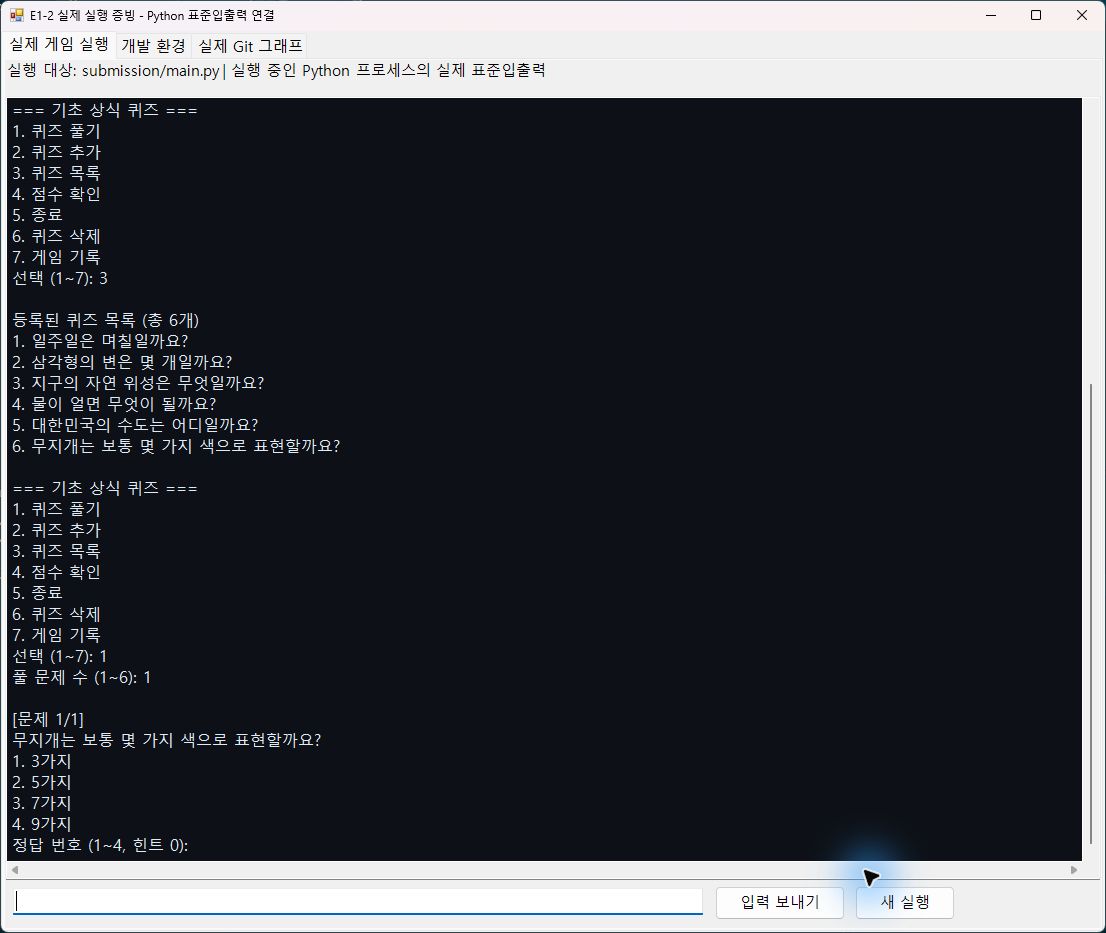 E1-2 실제 실행 증빙 - Python 표준입출력 연결
실제 게임 실행 개발 환경 실제 Git 그래프
실행 대상: submission/main.py | 실행 중인 Python 프로세스의 실제 표준입출력
=== 기초 상식 퀴즈 ===
1. 퀴즈 풀기
2. 퀴즈 추가
3. 퀴즈 목록
4. 점수 확인
5. 종료
6. 퀴즈 삭제
7. 게임 기록
선택 (1~7): 3
등록된 퀴즈 목록 (총 6개)
1. 일주일은 며칠일까요?
2. 삼각형의 변은 몇 개일까요?
3. 지구의 자연 위성은 무엇일까요?
4. 물이 얼면 무엇이 될까요?
5. 대한민국의 수도는 어디일까요?
6. 무지개는 보통 몇 가지 색으로 표현할까요?
=== 기초 상식 퀴즈 ===
1. 퀴즈 풀기
2. 퀴즈 추가
3. 퀴즈 목록
4. 점수 확인
5. 종료
6. 퀴즈 삭제
7. 게임 기록
선택 (1~7): 1
풀 문제 수 (1~6): 1
[문제 1/1]
무지개는 보통 몇 가지 색으로 표현할까요?
1. 3가지
2. 5가지
3. 7가지
4. 9가지
정답 번호 (1~4, 힌트 0):
입력 보내기 새 실행